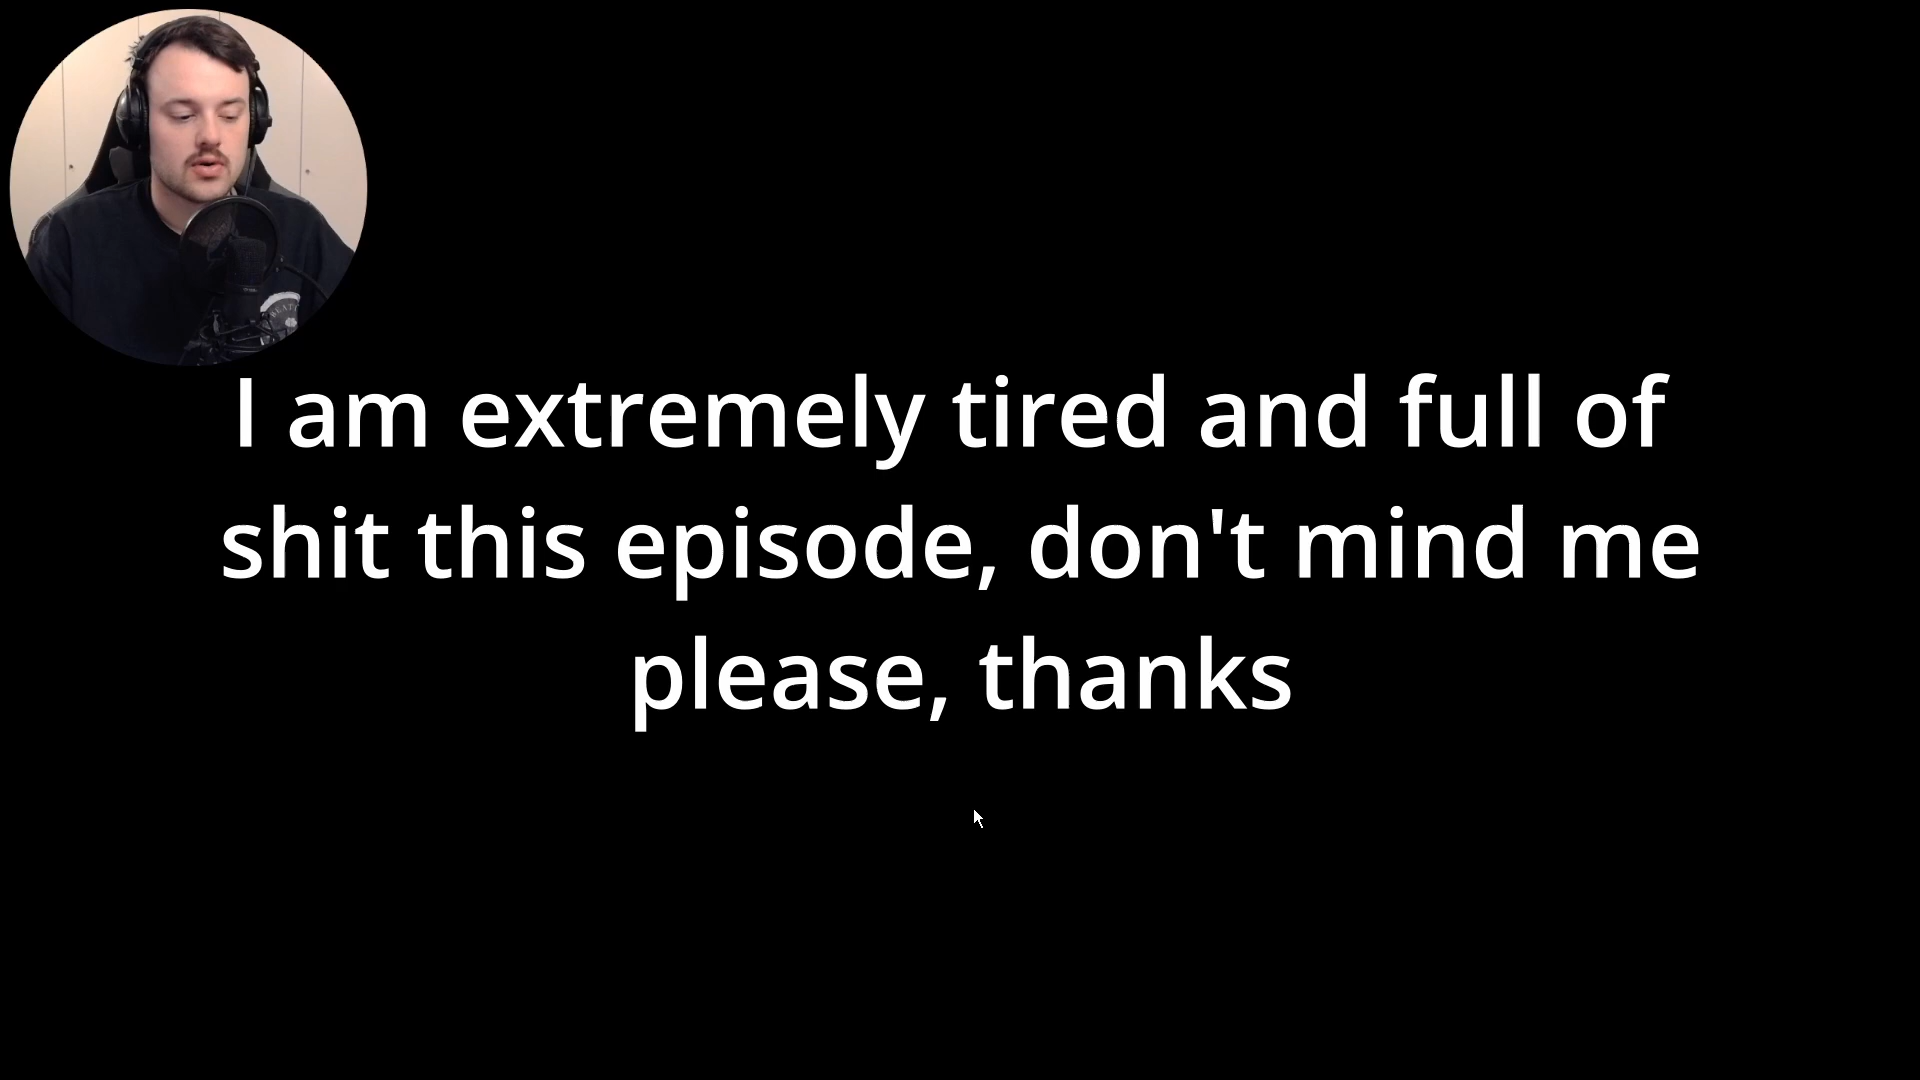 I am extremely tired and full of
shit this episode, don't mind me
please, thanks